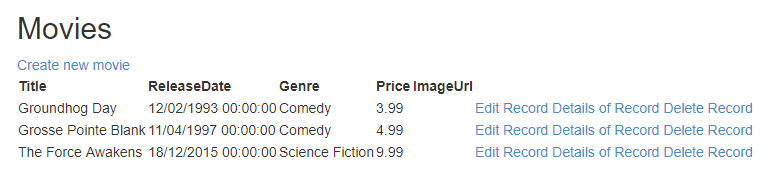 Movies
Create new movie
Title ReleaseDate Genre Price ImageUrl
Groundhog Day 12/02/1993 00:00:00 Comedy 3.99 Edit Record Details of Record Delete Record
Grosse Pointe Blank 11/04/1997 00:00:00 Comedy 4.99 Edit Record Details of Record Delete Record
The Force Awakens 18/12/2015 00:00:00 Science Fiction 9.99 Edit Record Details of Record Delete Record